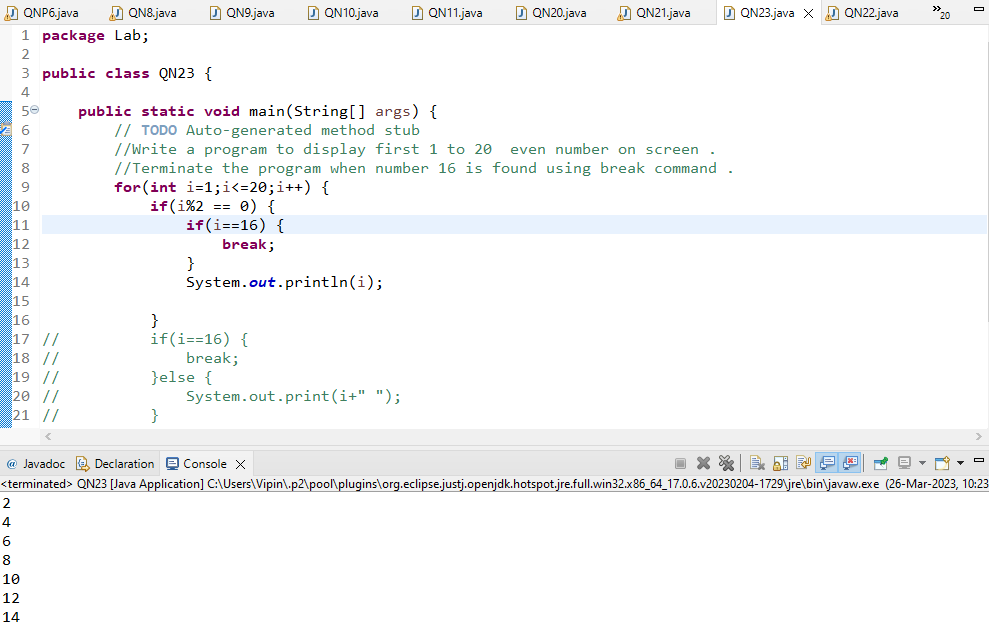 QNP6.java QN8.java QN9.java QN10.java QN11.java QN20.java QN21.java QN23.java QN22.java 20
1 package Lab;
2
3 public class QN23 {
4
5 public static void main(String[] args) {
6 // TODO Auto-generated method stub
7 //Write a program to display first 1 to 20  even number on screen .
8 //Terminate the program when number 16 is found using break command .
9 for(int i=1;i<=20;i++) {
10 if(i%2 == 0) {
11 if(i==16) {
12 break;
13 }
14 System.out.println(i);
15
16 }
17 // if(i==16) {
18 // break;
19 // }else {
20 // System.out.print(i+" ");
21 // }
@ Javadoc Declaration Console
<terminated> QN23 [Java Application] C:\Users\Vipin\.p2\pool\plugins\org.eclipse.justj.openjdk.hotspot.jre.full.win32.x86_64_17.0.6.v20230204-1729\jre\bin\javaw.exe (26-Mar-2023, 10:23
2
4
6
8
10
12
14